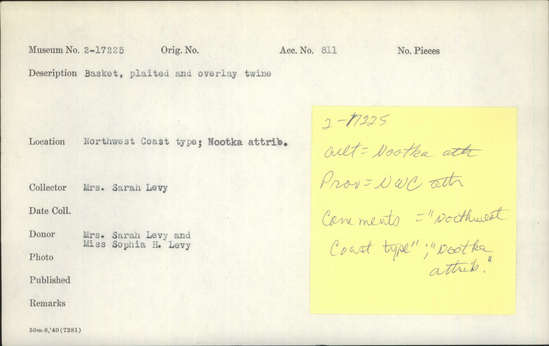 Museum No. 2-17225 Orig. No. Acc. No. 811 No. Pieces
Description Basket, plaited and overlay twine
Location Northwest Coast type; Nootka attrib.
Collector Mrs. Sarah Levy
Date Coll.
Donor Mrs. Sarah Levy and
Miss Sophia H. Levy
Photo
Published
Remarks
50m-8,'40(7281)
2-17225
Cult = Nootka attr
Prov = NWC attr
Comments = "Northwest
Coast type"; "Nootka
attrib."